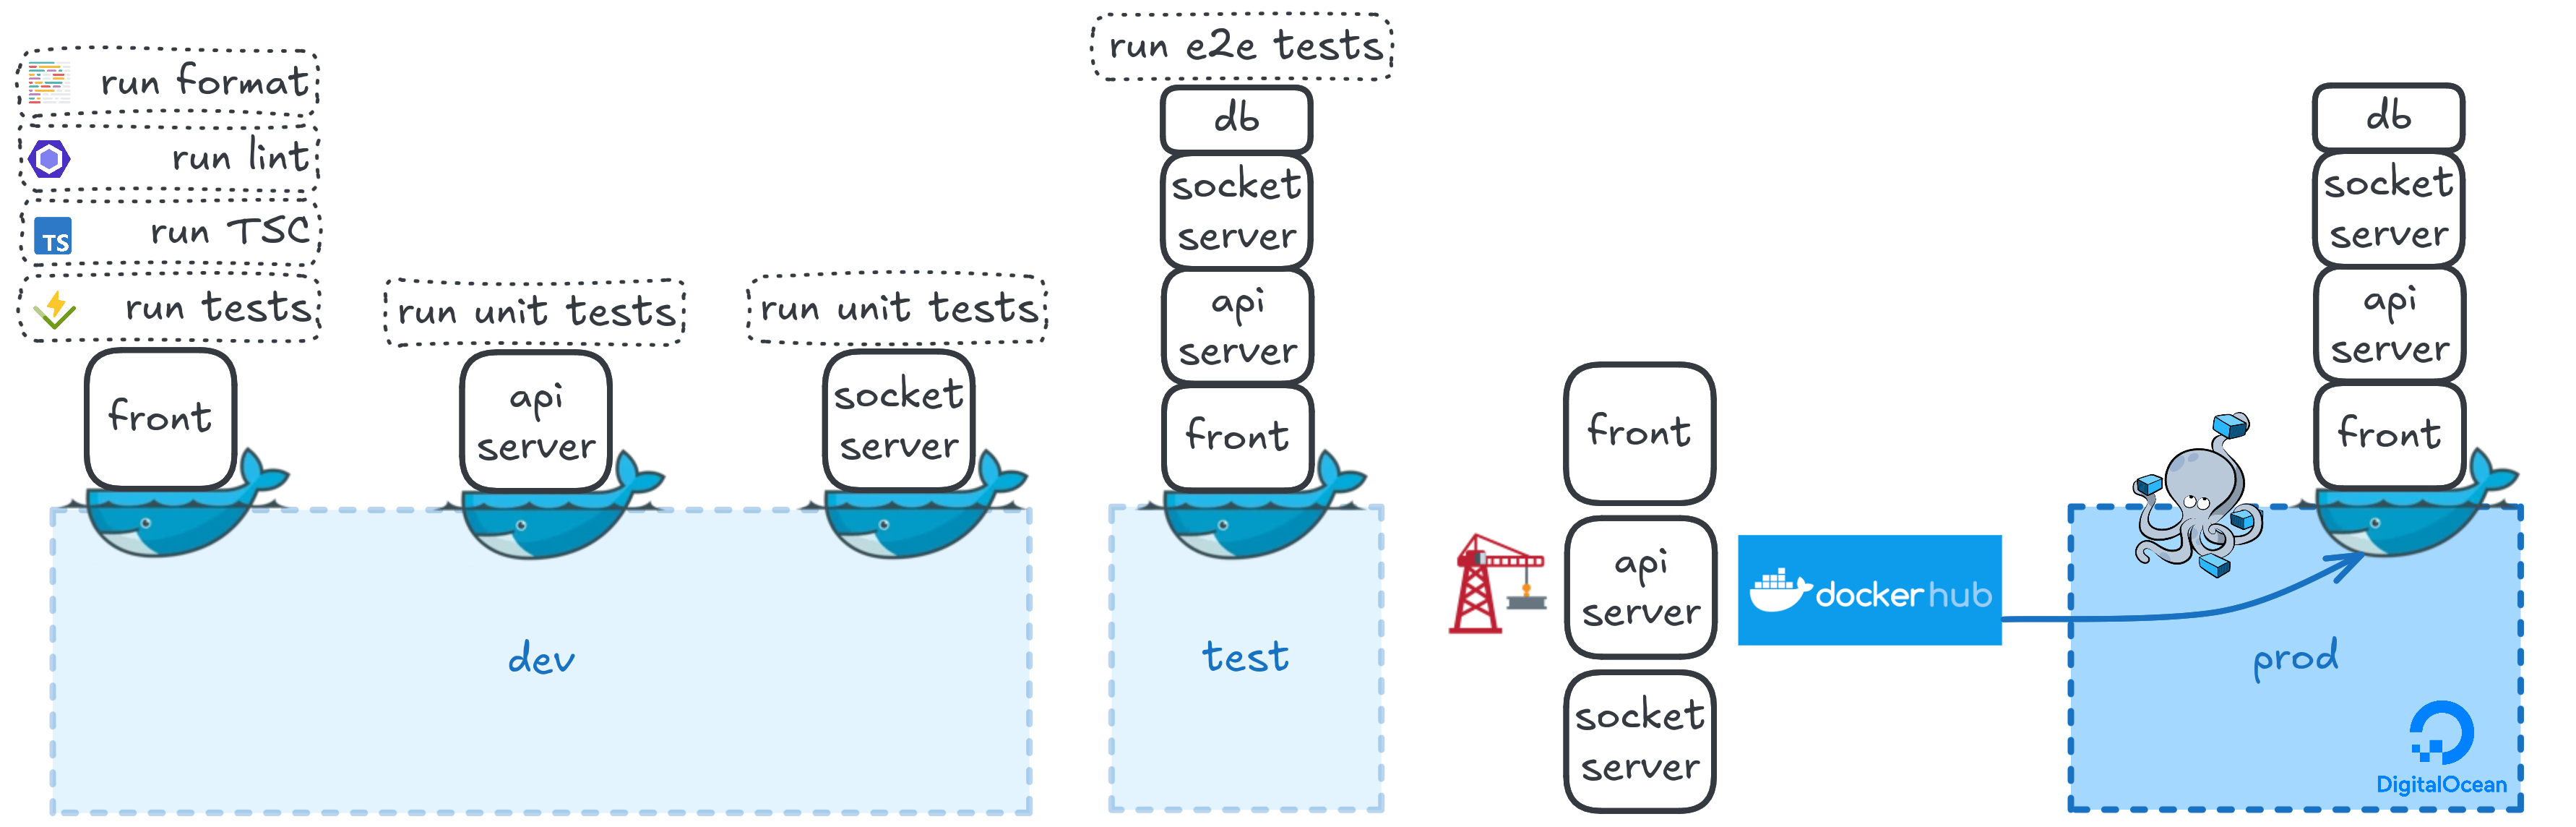 run format
run lint
TS
run TSC
run tests
front
run unit tests
api
server
run unit tests
socket
server
dev
run e2e tests
db
socket
server
api
server
front
test
front
api
server
socket
server
dockerhub
db
socket
server
api
server
front
prod
DigitalOcean